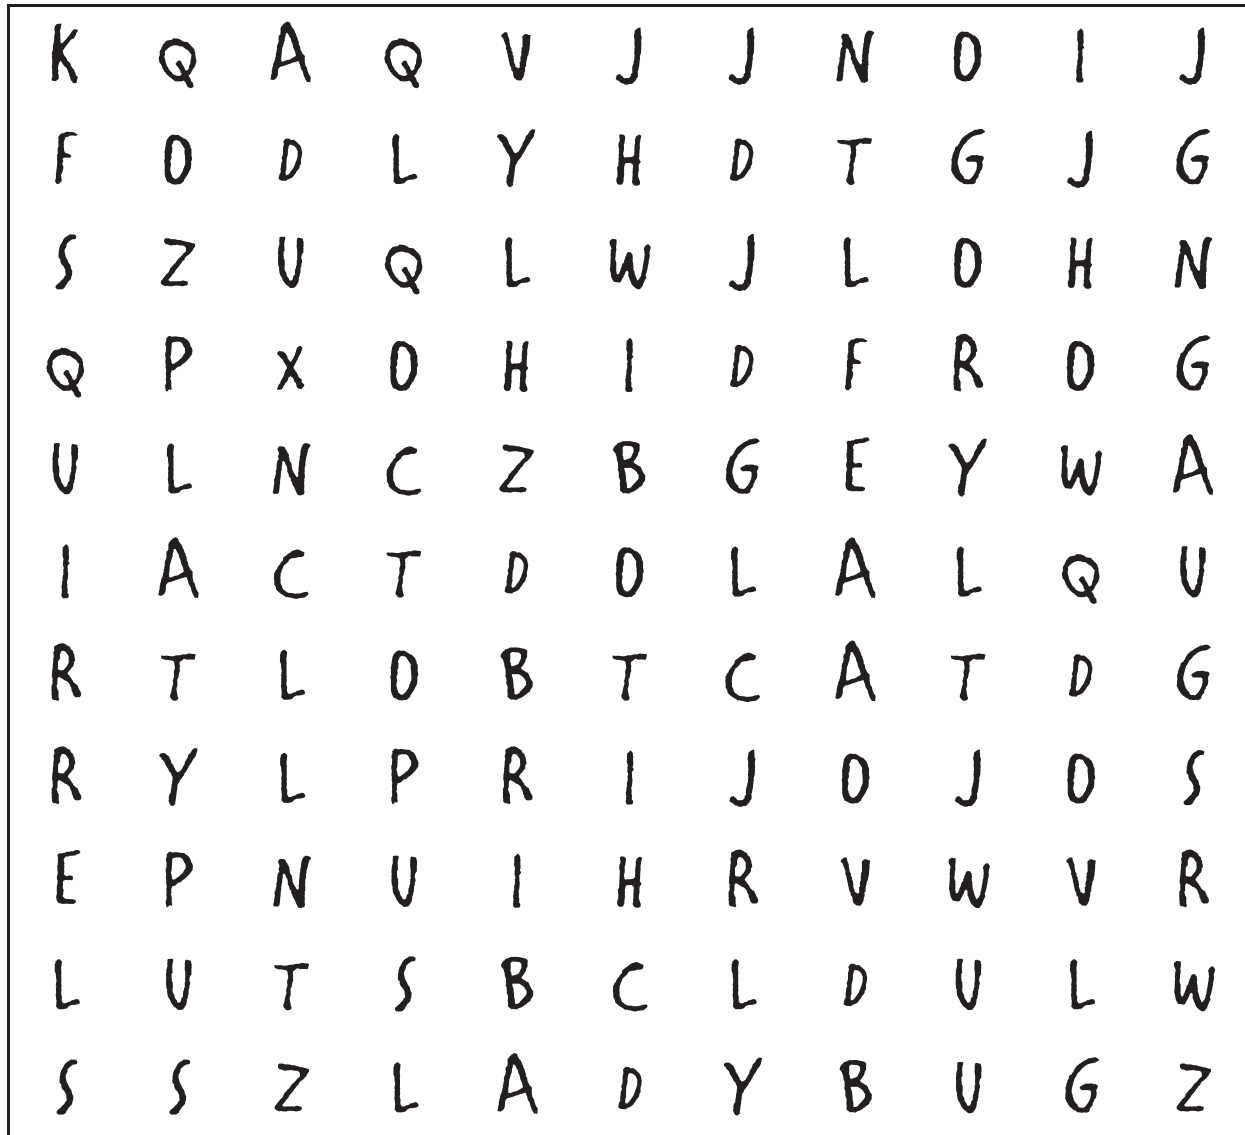 K Q A Q V J J N O I J
F O D L Y H D T G J G
S Z U Q L W J L O H N
Q P X O H I D F R O G
U L N C Z B G E Y W A
I A C T D O L A L Q U
R T L O B T C A T D G
R Y L P R I J O J O S
E P N U I H R V W V R
L U T S B C L D U L W
S S Z L A D Y B U G Z